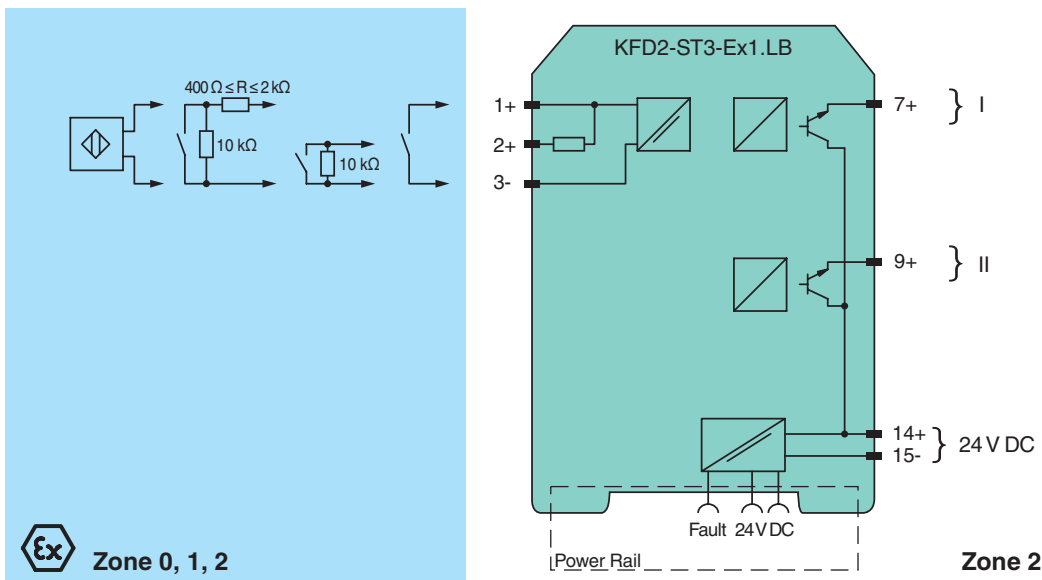 KFD2-ST3-Ex1.LB
400 Ω ≤ R ≤ 2 kΩ
10 kΩ
10 kΩ
1+
2+
3-
7+
I
9+
II
14+
15-
24 V DC
Fault
24 V DC
Power Rail
Ex
Zone 0, 1, 2
Zone 2